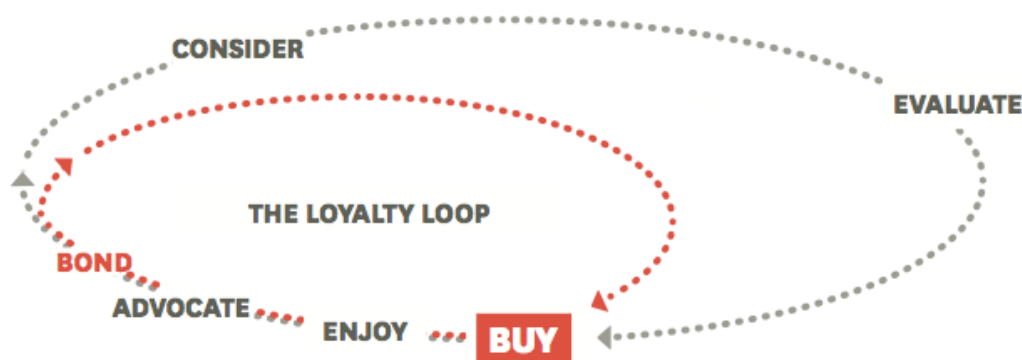 CONSIDER
EVALUATE
THE LOYALTY LOOP
BOND
ADVOCATE
ENJOY
BUY